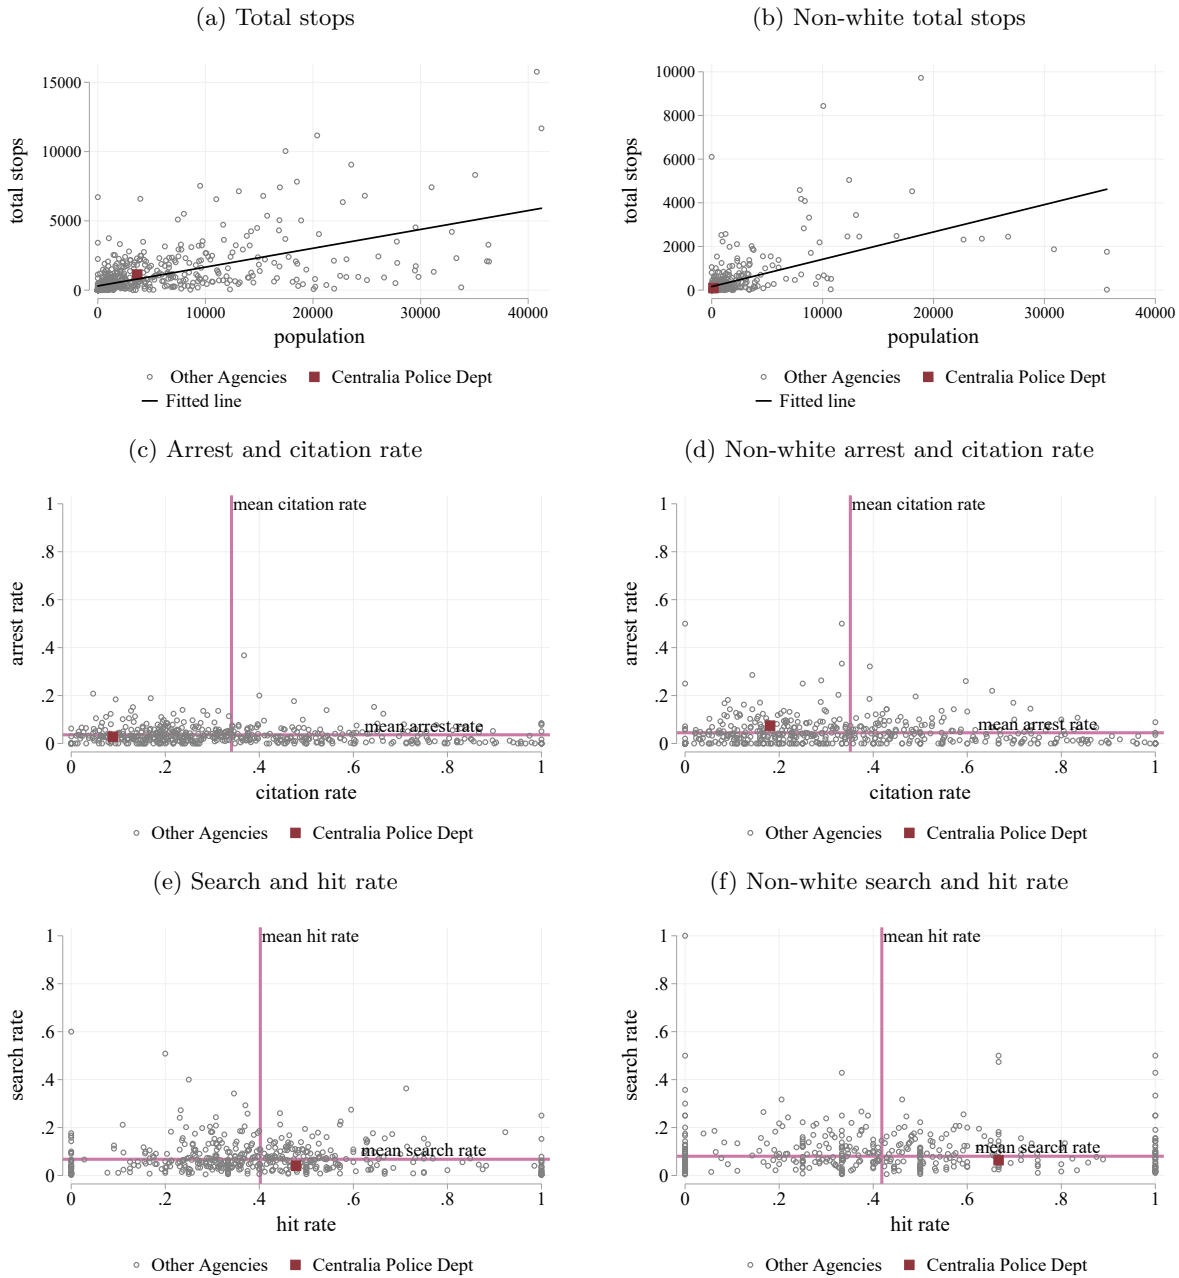 (a) Total stops
(b) Non-white total stops
total stops
15000
10000
5000
0
0 10000 20000 30000 40000
population
Other Agencies Centralia Police Dept
Fitted line
total stops
10000
8000
6000
4000
2000
0
0 10000 20000 30000 40000
population
Other Agencies Centralia Police Dept
Fitted line
(c) Arrest and citation rate
(d) Non-white arrest and citation rate
arrest rate
1
.8
.6
.4
.2
0
mean citation rate
mean arrest rate
0 .2 .4 .6 .8 1
citation rate
Other Agencies Centralia Police Dept
arrest rate
1
.8
.6
.4
.2
0
mean citation rate
mean arrest rate
0 .2 .4 .6 .8 1
citation rate
Other Agencies Centralia Police Dept
(e) Search and hit rate
(f) Non-white search and hit rate
search rate
1
.8
.6
.4
.2
0
mean hit rate
mean search rate
0 .2 .4 .6 .8 1
hit rate
Other Agencies Centralia Police Dept
search rate
1
.8
.6
.4
.2
0
mean hit rate
mean search rate
0 .2 .4 .6 .8 1
hit rate
Other Agencies Centralia Police Dept